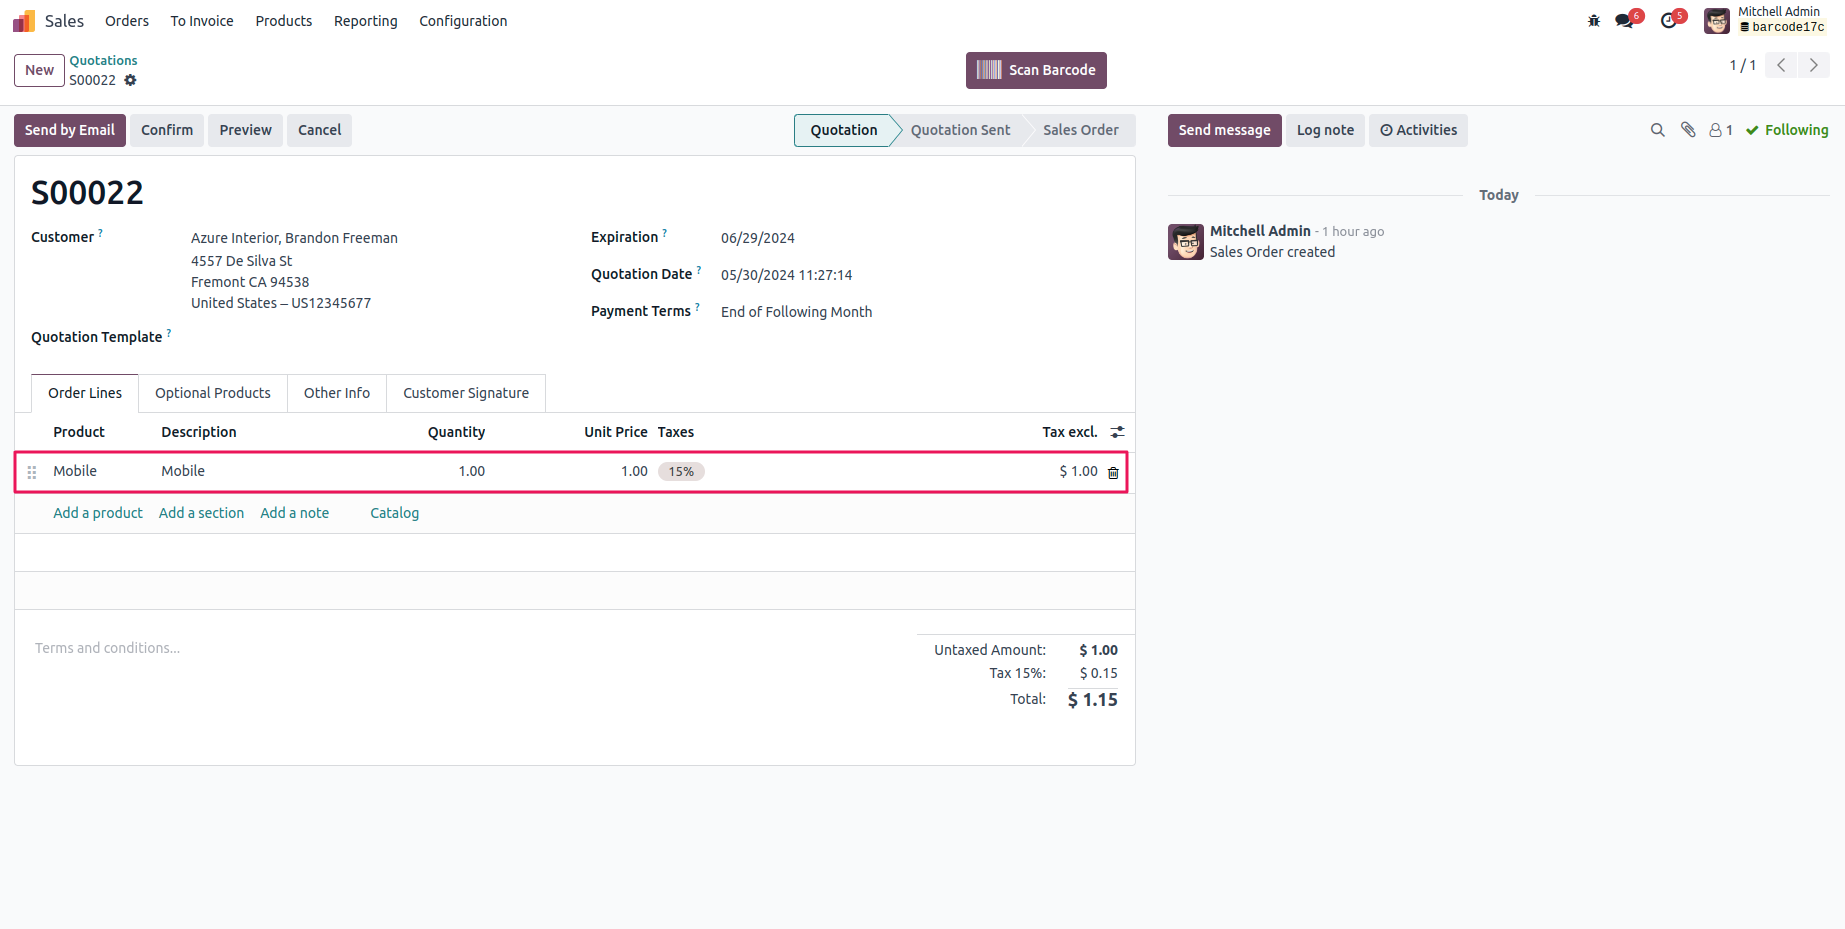 Sales Orders To Invoice Products Reporting Configuration
6 5 Mitchell Admin
barcode17c
New Quotations
S00022
Scan Barcode
1 / 1
Send by Email Confirm Preview Cancel
Quotation Quotation Sent Sales Order
Send message Log note Activities
1 Following
S00022
Customer ? Azure Interior, Brandon Freeman
4557 De Silva St
Fremont CA 94538
United States – US12345677
Quotation Template ?
Expiration ? 06/29/2024
Quotation Date ? 05/30/2024 11:27:14
Payment Terms ? End of Following Month
Today
Mitchell Admin - 1 hour ago
Sales Order created
Order Lines Optional Products Other Info Customer Signature
Product Description Quantity Unit Price Taxes Tax excl.
Mobile Mobile 1.00 1.00 15% $ 1.00
Add a product Add a section Add a note Catalog
Terms and conditions...
Untaxed Amount: $ 1.00
Tax 15%: $ 0.15
Total: $ 1.15